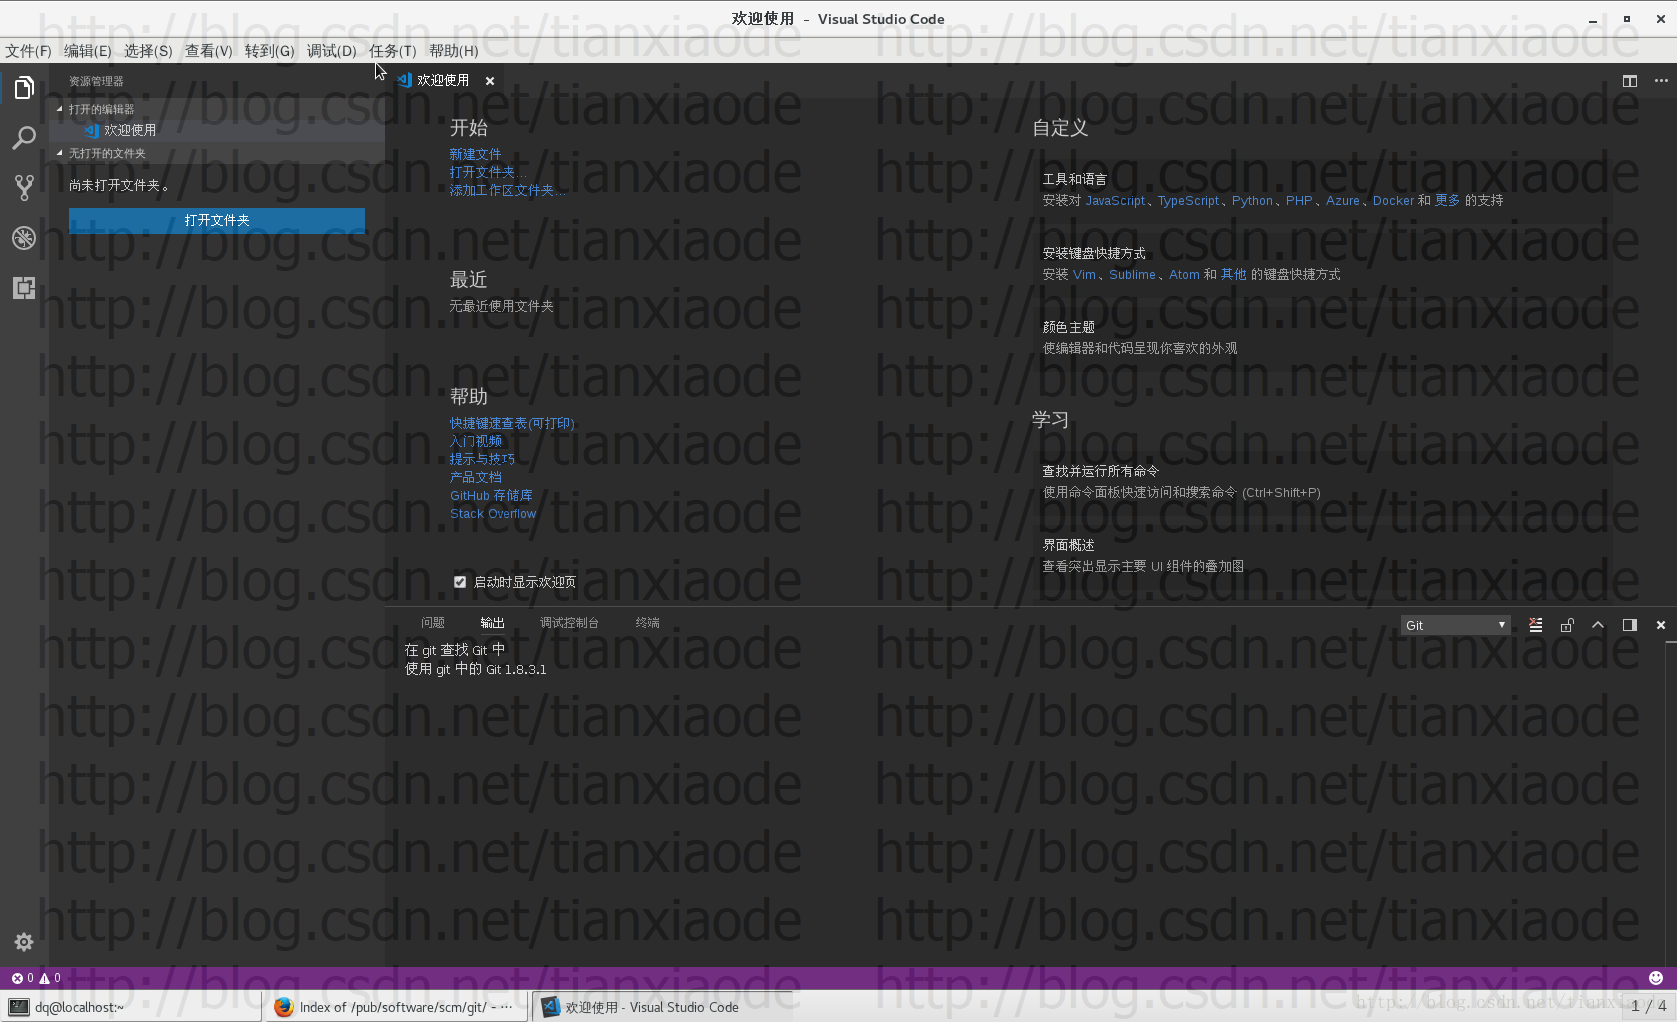 欢迎使用 - Visual Studio Code
文件(F) 编辑(E) 选择(S) 查看(V) 转到(G) 调试(D) 任务(T) 帮助(H)
资源管理器
打开的编辑器
欢迎使用
无打开的文件夹
尚未打开文件夹。
打开文件夹
欢迎使用
开始
新建文件
打开文件夹...
添加工作区文件夹...
最近
无最近使用文件夹
帮助
快捷键速查表(可打印)
入门视频
提示与技巧
产品文档
GitHub 存储库
Stack Overflow
启动时显示欢迎页
自定义
工具和语言
安装对 JavaScript、TypeScript、Python、PHP、Azure、Docker 和 更多 的支持
安装键盘快捷方式
安装 Vim、Sublime、Atom 和 其他 的键盘快捷方式
颜色主题
使编辑器和代码呈现你喜欢的外观
学习
查找并运行所有命令
使用命令面板快速访问和搜索命令 (Ctrl+Shift+P)
界面概述
查看突出显示主要 UI 组件的叠加图
问题 输出 调试控制台 终端
Git
在 git 查找 Git 中
使用 git 中的 Git 1.8.3.1
0 0
dq@localhost:~
Index of /pub/software/scm/git/ - ...
欢迎使用 - Visual Studio Code
1 / 4
http://blog.csdn.net/tianxiaode